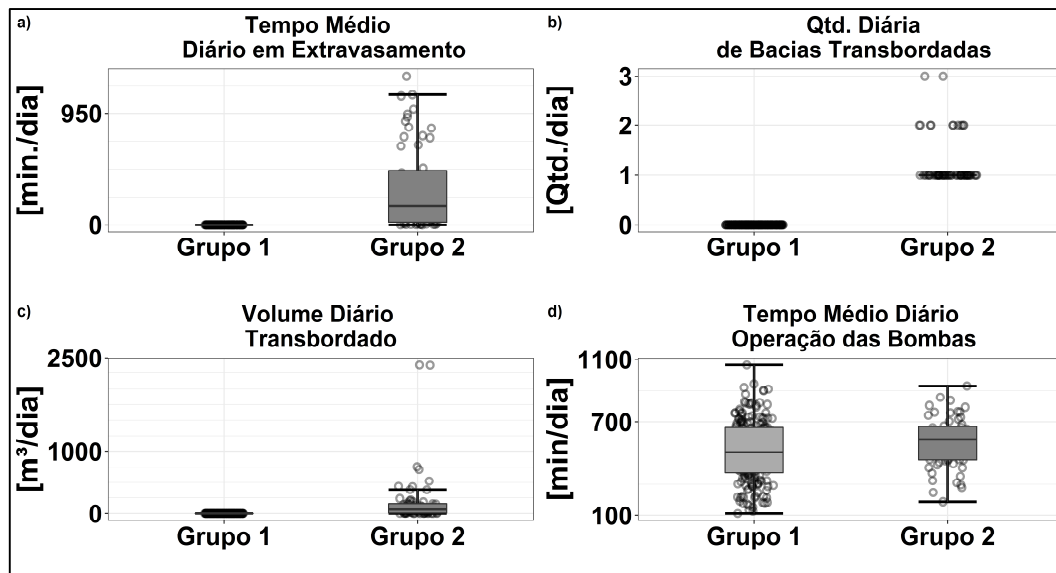 a)
Tempo Médio
Diário em Extravasamento
[min./dia]
950
0
Grupo 1
Grupo 2
b)
Qtd. Diária
de Bacias Transbordadas
[Qtd./dia]
3
2
1
0
Grupo 1
Grupo 2
c)
Volume Diário
Transbordado
[m³/dia]
2500
1000
0
Grupo 1
Grupo 2
d)
Tempo Médio Diário
Operação das Bombas
[min/dia]
1100
700
100
Grupo 1
Grupo 2